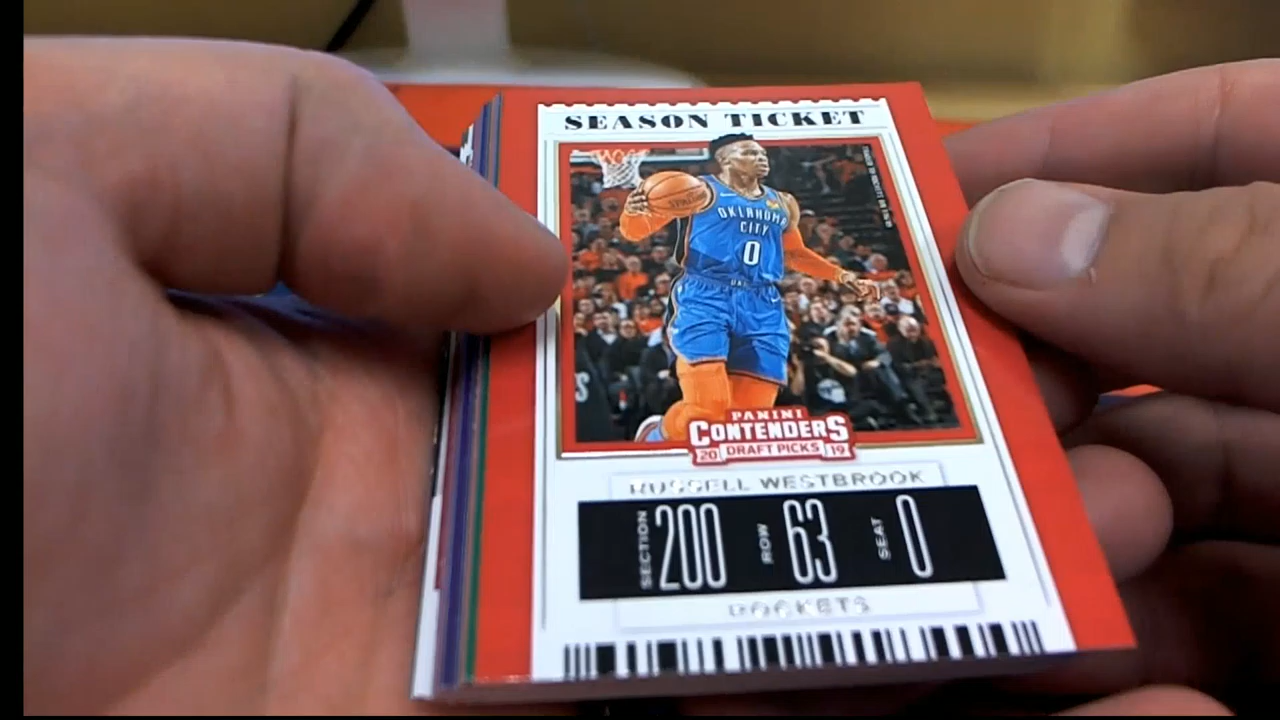 SEASON TICKET
SPALDING
OKLAHOMA
CITY
0
PANINI
CONTENDERS
20 DRAFT PICKS 19
RUSSELL WESTBROOK
SECTION 200 ROW 63 SEAT 0
ROCKETS